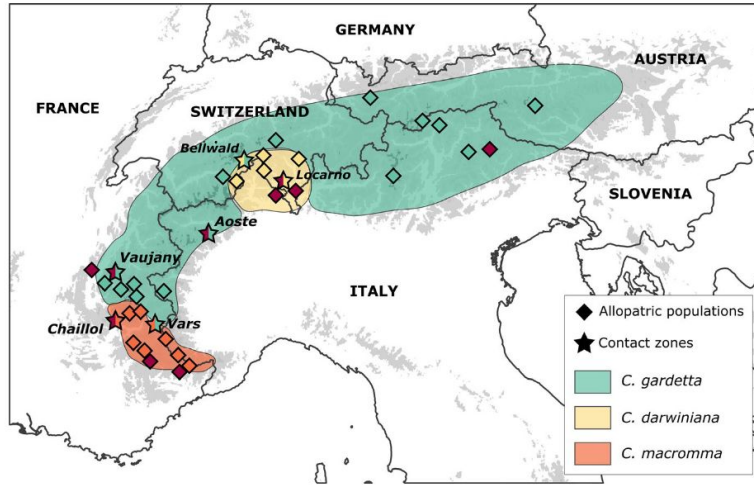 GERMANY
AUSTRIA
FRANCE
SWITZERLAND
Bellwald
Locarno
SLOVENIA
Aoste
Vaujany
ITALY
Chaillol
Vars
Allopatric populations
Contact zones
C. gardetta
C. darwiniana
C. macromma